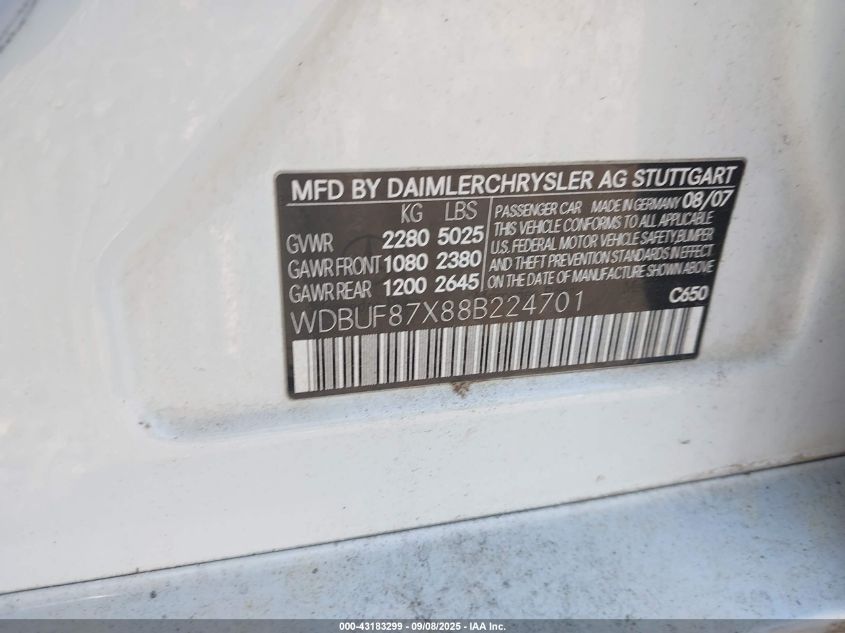 MFD BY DAIMLERCHRYSLER AG STUTTGART
KG LBS
GVWR 2280 5025
GAWR FRONT 1080 2380
GAWR REAR 1200 2645
PASSENGER CAR MADE IN GERMANY 08/07
THIS VEHICLE CONFORMS TO ALL APPLICABLE
U.S. FEDERAL MOTOR VEHICLE SAFETY,BUMPER
AND THEFT PREVENTION STANDARDS IN EFFECT
ON THE DATE OF MANUFACTURE SHOWN ABOVE
C650
WDBUF87X88B224701
000-43183299 - 09/08/2025 - IAA Inc.